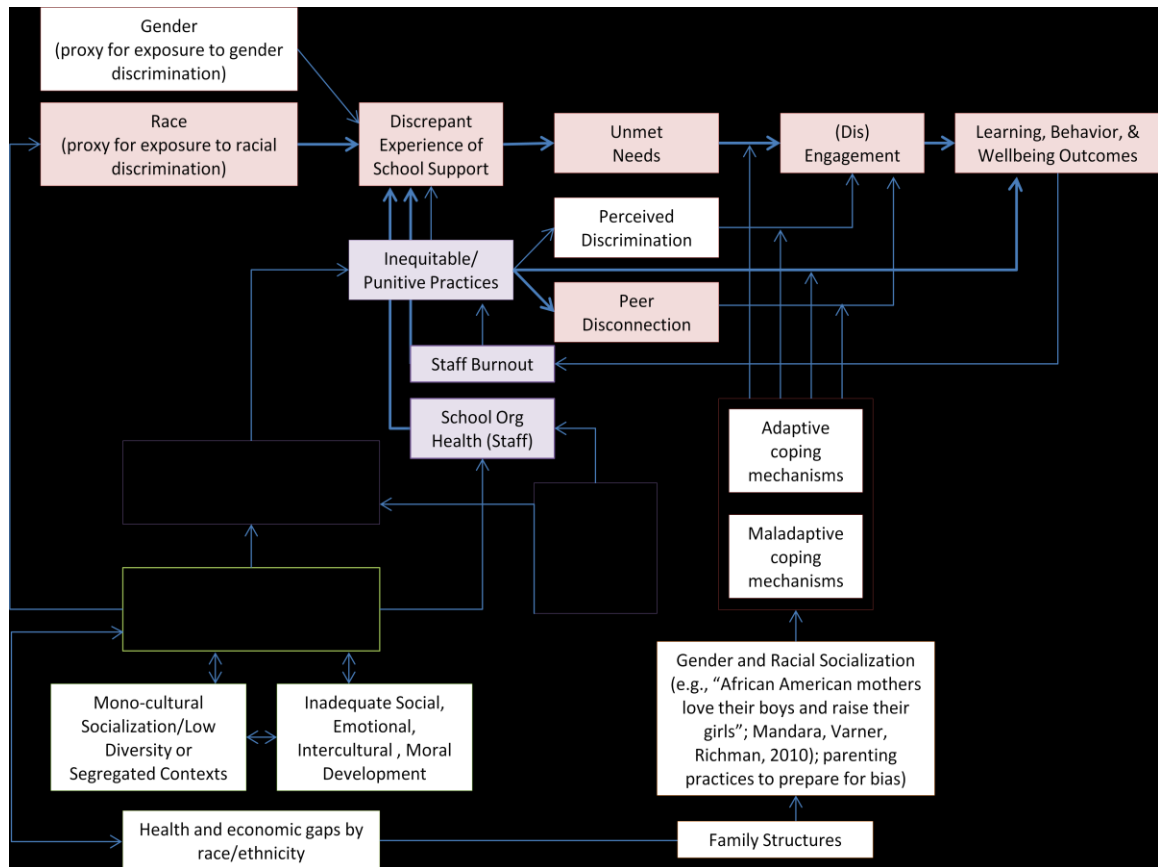 Gender
(proxy for exposure to gender
discrimination)
Race
(proxy for exposure to racial
discrimination)
Discrepant
Experience of
School Support
Unmet
Needs
(Dis)
Engagement
Learning, Behavior, &
Wellbeing Outcomes
Perceived
Discrimination
Inequitable/
Punitive Practices
Peer
Disconnection
Staff Burnout
School Org
Health (Staff)
Adaptive
coping
mechanisms
Maladaptive
coping
mechanisms
Mono-cultural
Socialization/Low
Diversity or
Segregated Contexts
Inadequate Social,
Emotional,
Intercultural , Moral
Development
Gender and Racial Socialization
(e.g., “African American mothers
love their boys and raise their
girls”; Mandara, Varner,
Richman, 2010); parenting
practices to prepare for bias)
Health and economic gaps by
race/ethnicity
Family Structures